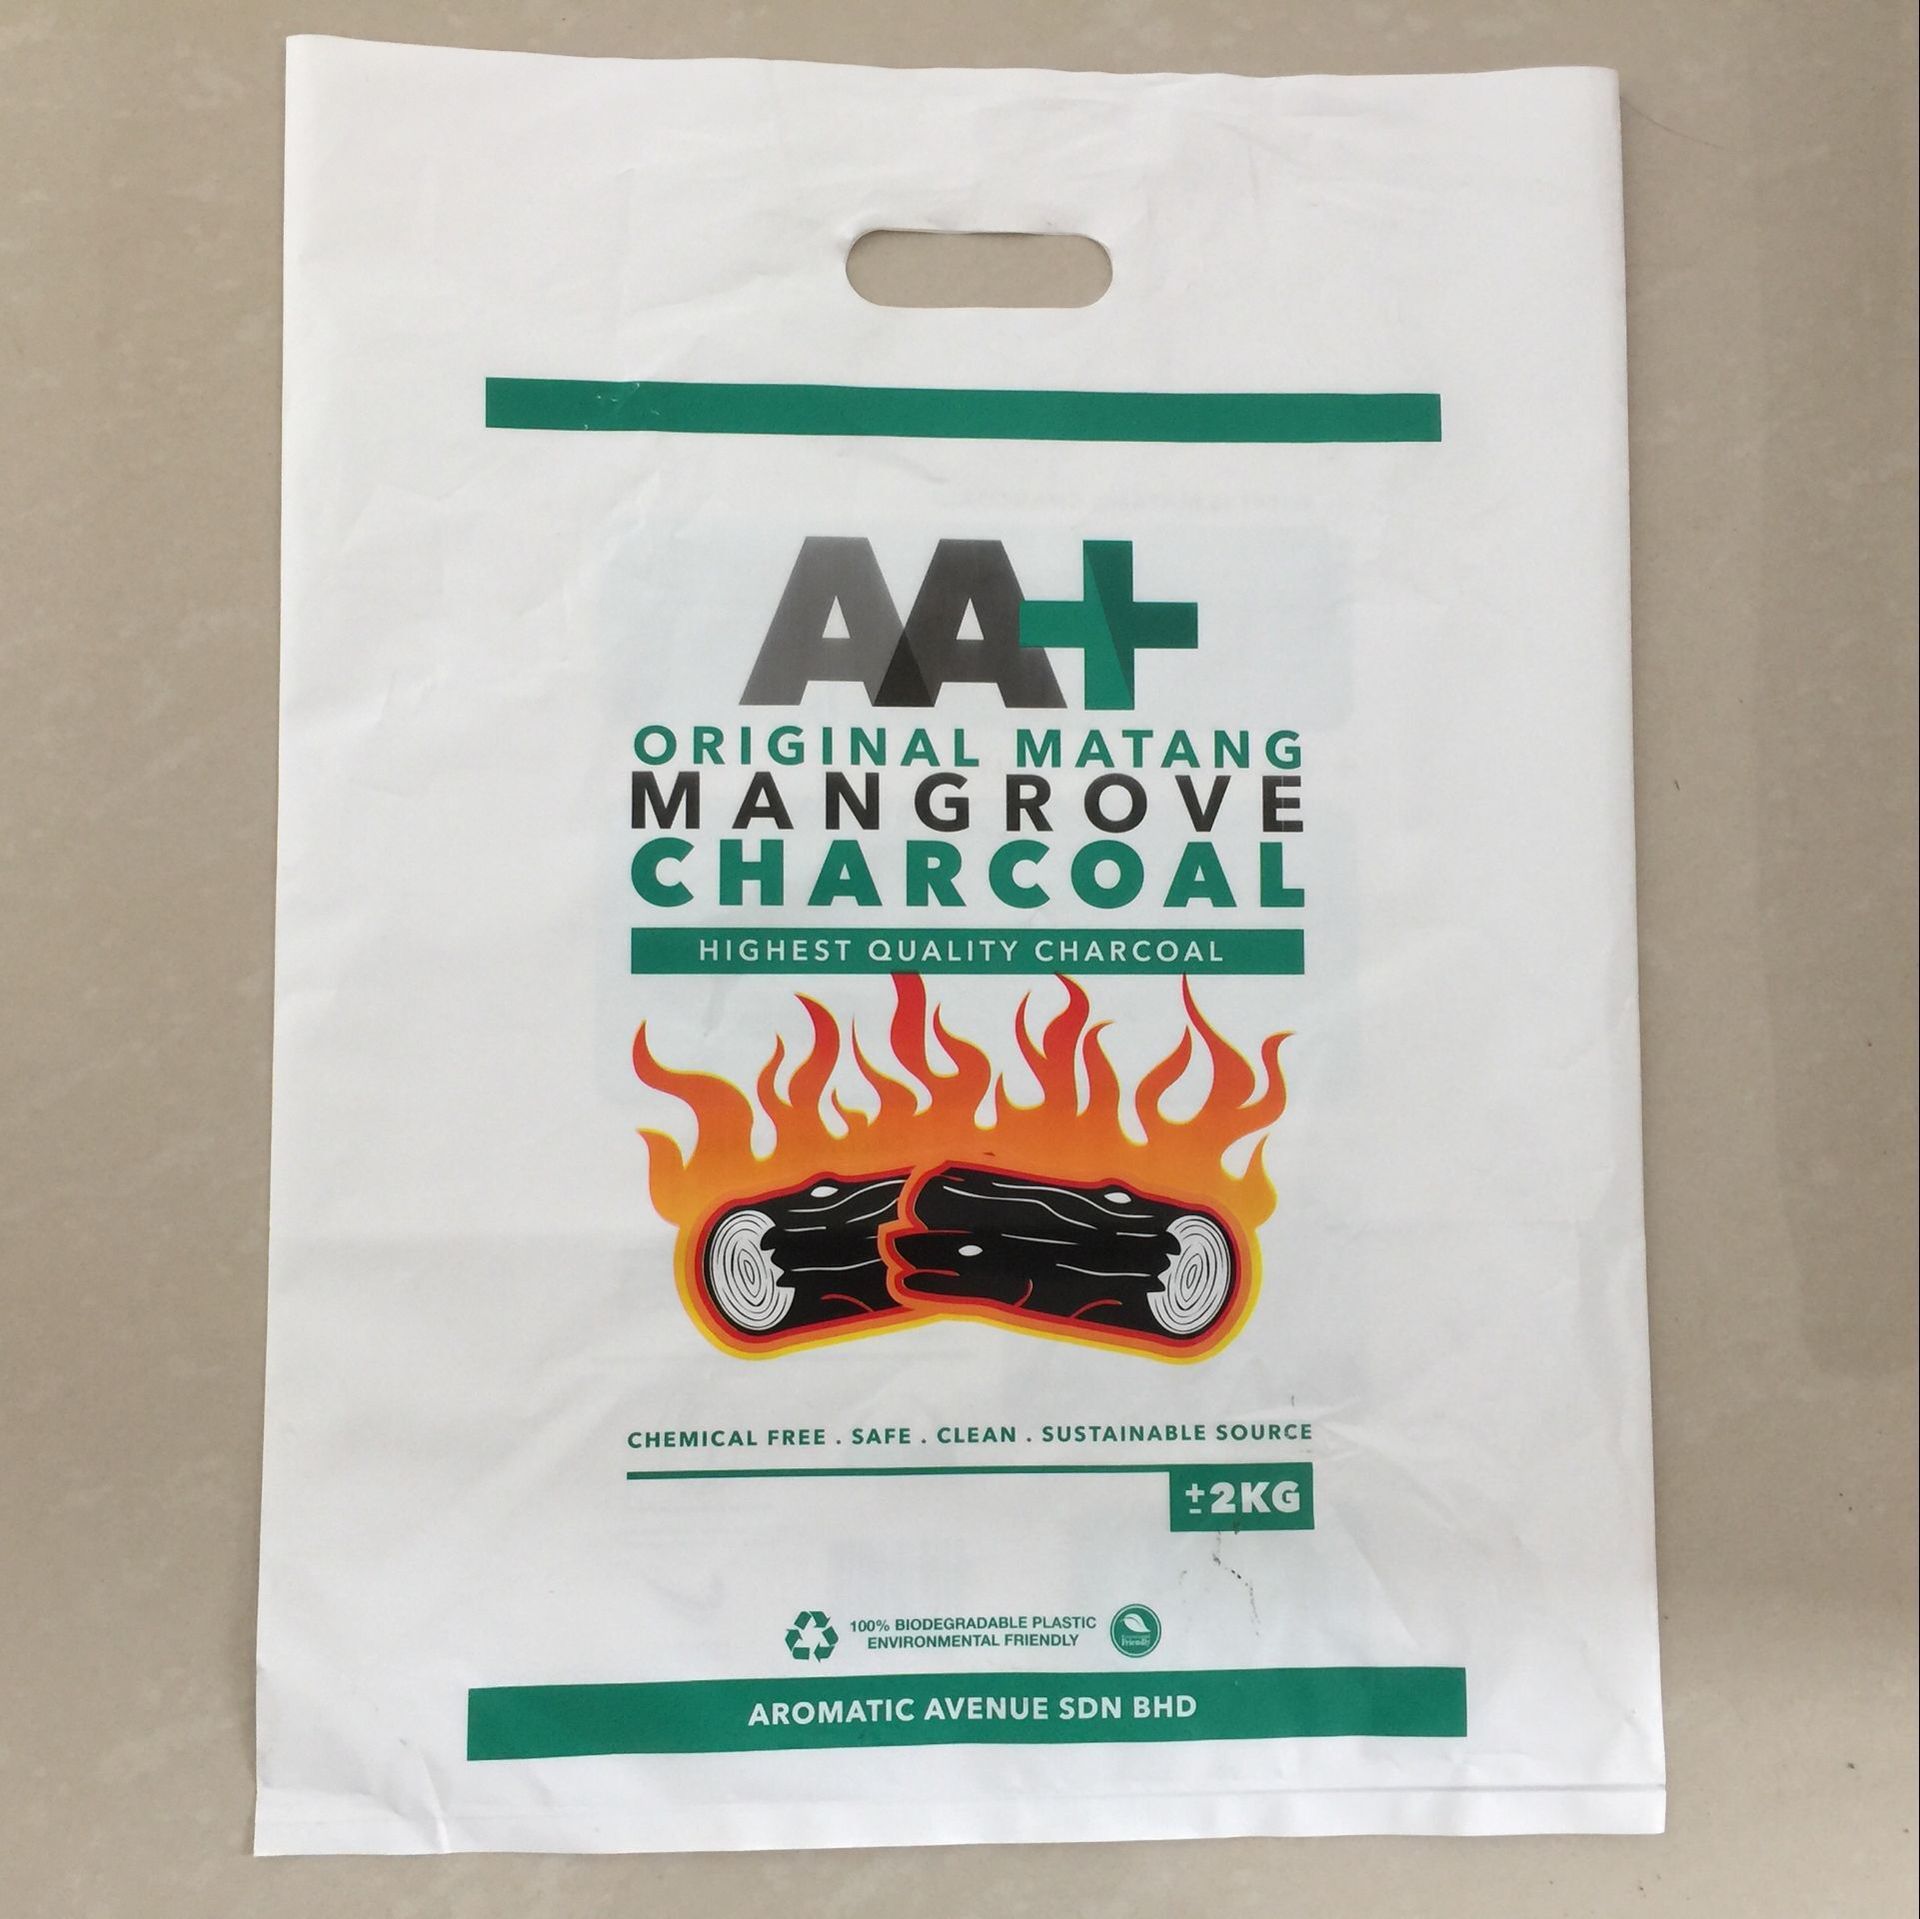 AA+
ORIGINAL MATANG
MANGROVE
CHARCOAL
HIGHEST QUALITY CHARCOAL
CHEMICAL FREE . SAFE . CLEAN . SUSTAINABLE SOURCE
±2KG
100% BIODEGRADABLE PLASTIC
ENVIRONMENTAL FRIENDLY
Friendly
AROMATIC AVENUE SDN BHD